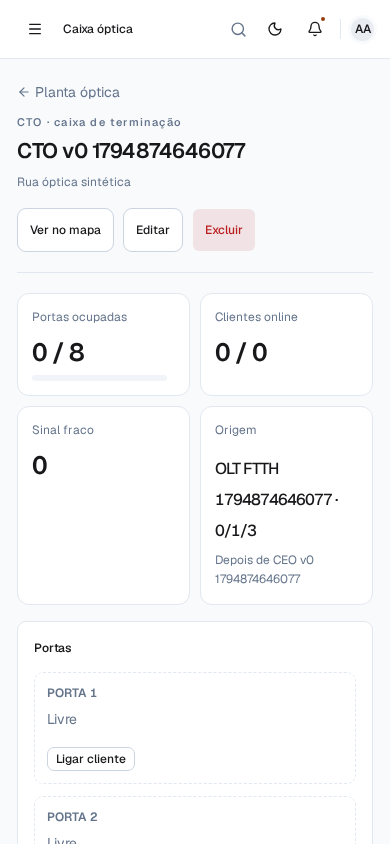 Caixa óptica
AA
← Planta óptica
CTO · caixa de terminação
CTO v0 1794874646077
Rua óptica sintética
Ver no mapa
Editar
Excluir
Portas ocupadas
0 / 8
Clientes online
0 / 0
Sinal fraco
0
Origem
OLT FTTH
1794874646077 ·
0/1/3
Depois de CEO v0
1794874646077
Portas
PORTA 1
Livre
Ligar cliente
PORTA 2
Livre